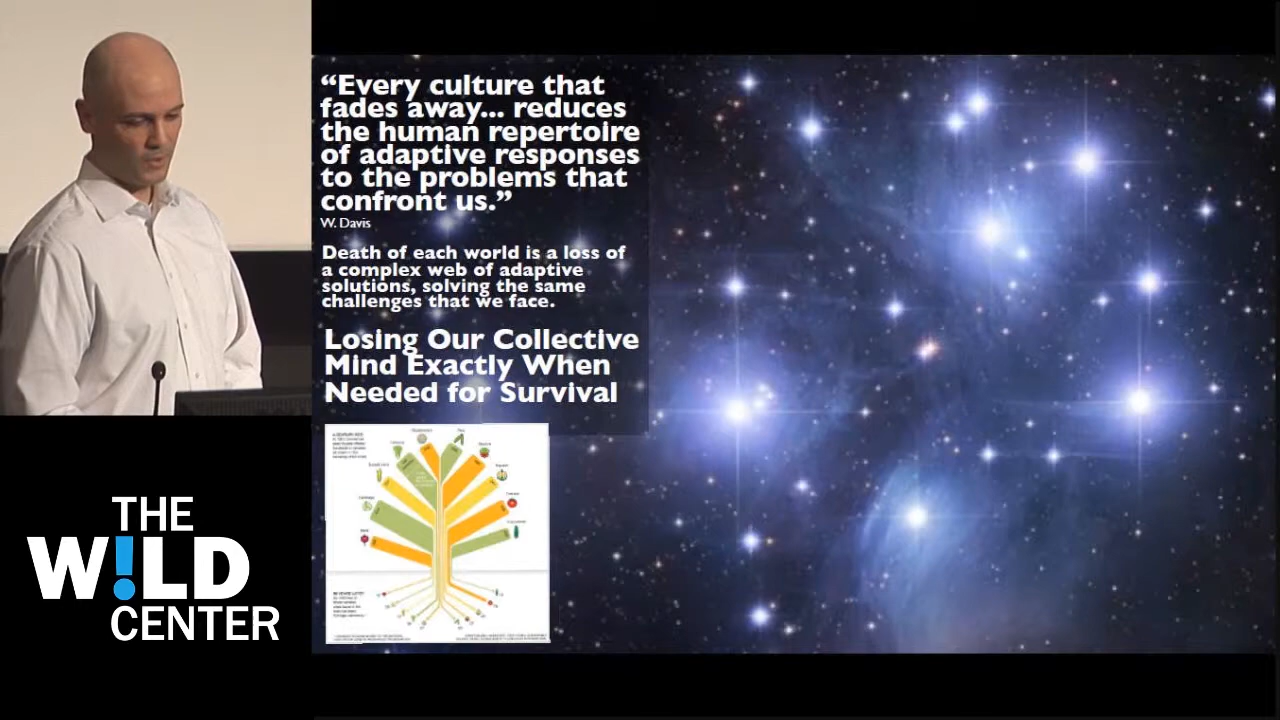 “Every culture that
fades away... reduces
the human repertoire
of adaptive responses
to the problems that
confront us.”
W. Davis
Death of each world is a loss of
a complex web of adaptive
solutions, solving the same
challenges that we face.
Losing Our Collective
Mind Exactly When
Needed for Survival
THE
W!LD
CENTER